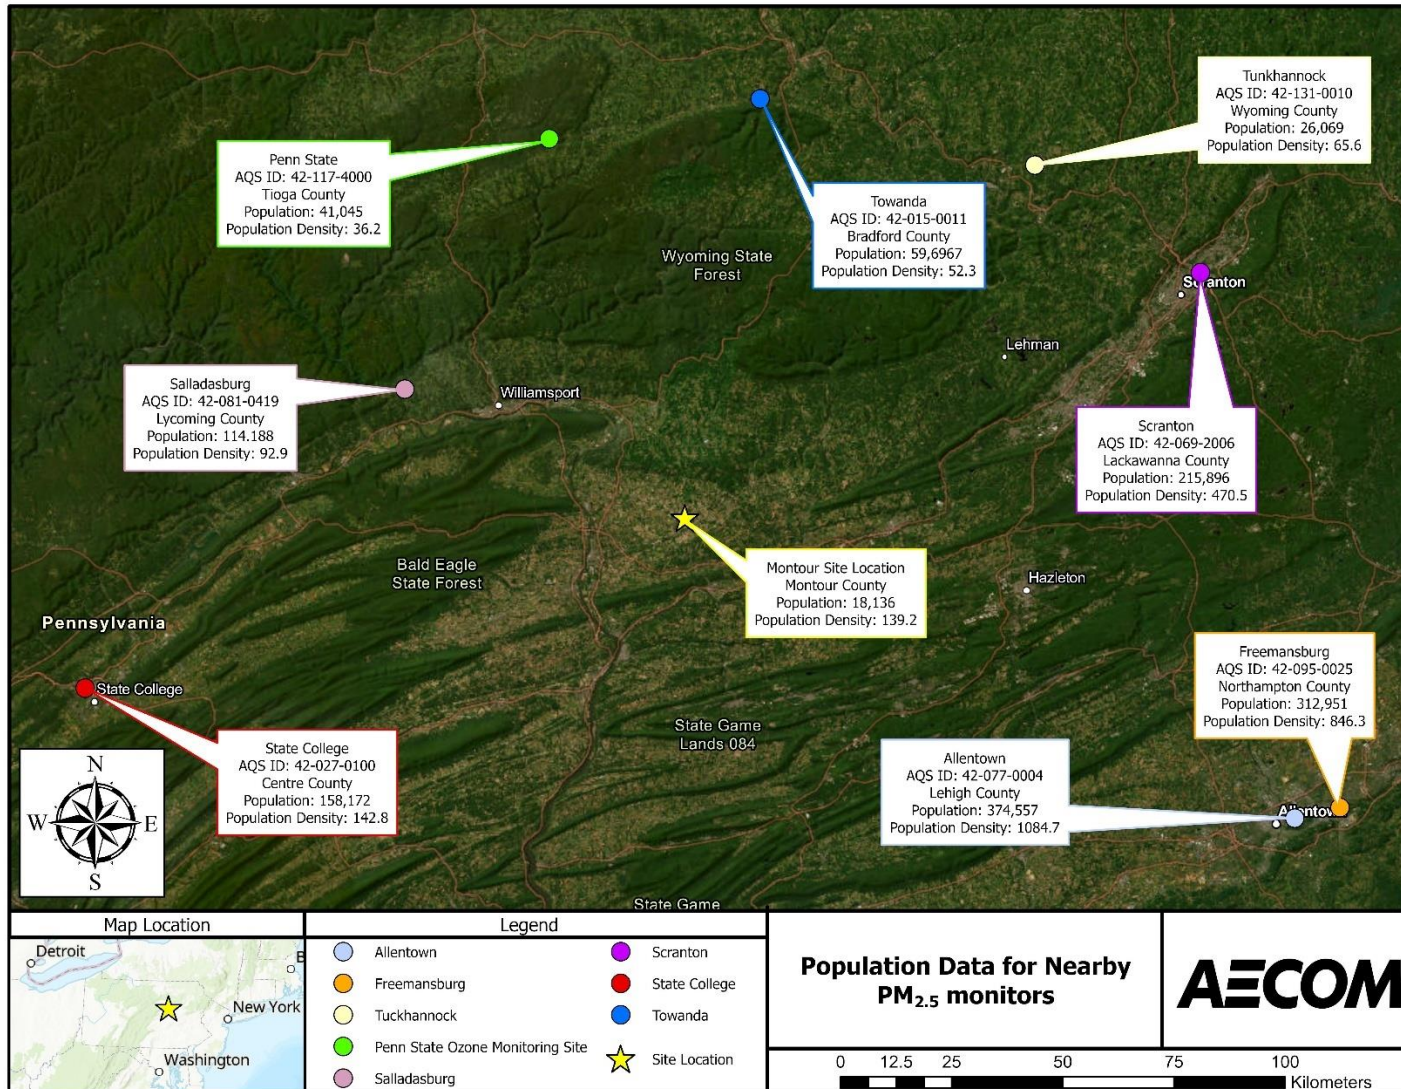 Tunkhannock
AQS ID: 42-131-0010
Wyoming County
Population: 26,069
Population Density: 65.6
Penn State
AQS ID: 42-117-4000
Tioga County
Population: 41,045
Population Density: 36.2
Towanda
AQS ID: 42-015-0011
Bradford County
Population: 59,6967
Population Density: 52.3
Wyoming State
Forest
Scranton
Lehman
Salladasburg
AQS ID: 42-081-0419
Lycoming County
Population: 114.188
Population Density: 92.9
Williamsport
Scranton
AQS ID: 42-069-2006
Lackawanna County
Population: 215,896
Population Density: 470.5
Bald Eagle
State Forest
Montour Site Location
Montour County
Population: 18,136
Population Density: 139.2
Hazleton
Pennsylvania
State College
Freemansburg
AQS ID: 42-095-0025
Northampton County
Population: 312,951
Population Density: 846.3
State Game
Lands 084
State College
AQS ID: 42-027-0100
Centre County
Population: 158,172
Population Density: 142.8
Allentown
AQS ID: 42-077-0004
Lehigh County
Population: 374,557
Population Density: 1084.7
Allentown
N
W
E
S
State Game
Map Location
Detroit
B
New York
Washington
Legend
Allentown
Freemansburg
Tuckhannock
Penn State Ozone Monitoring Site
Salladasburg
Scranton
State College
Towanda
Site Location
Population Data for Nearby
PM2.5 monitors
AECOM
0 12.5 25 50 75 100
Kilometers